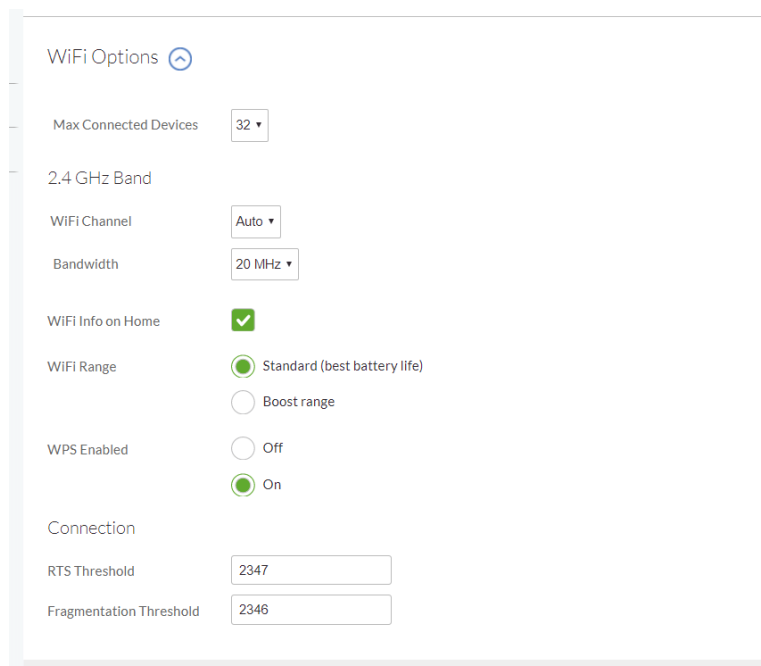 WiFi Options
Max Connected Devices 32
2.4 GHz Band
WiFi Channel Auto
Bandwidth 20 MHz
WiFi Info on Home
WiFi Range Standard (best battery life)
Boost range
WPS Enabled Off
On
Connection
RTS Threshold 2347
Fragmentation Threshold 2346